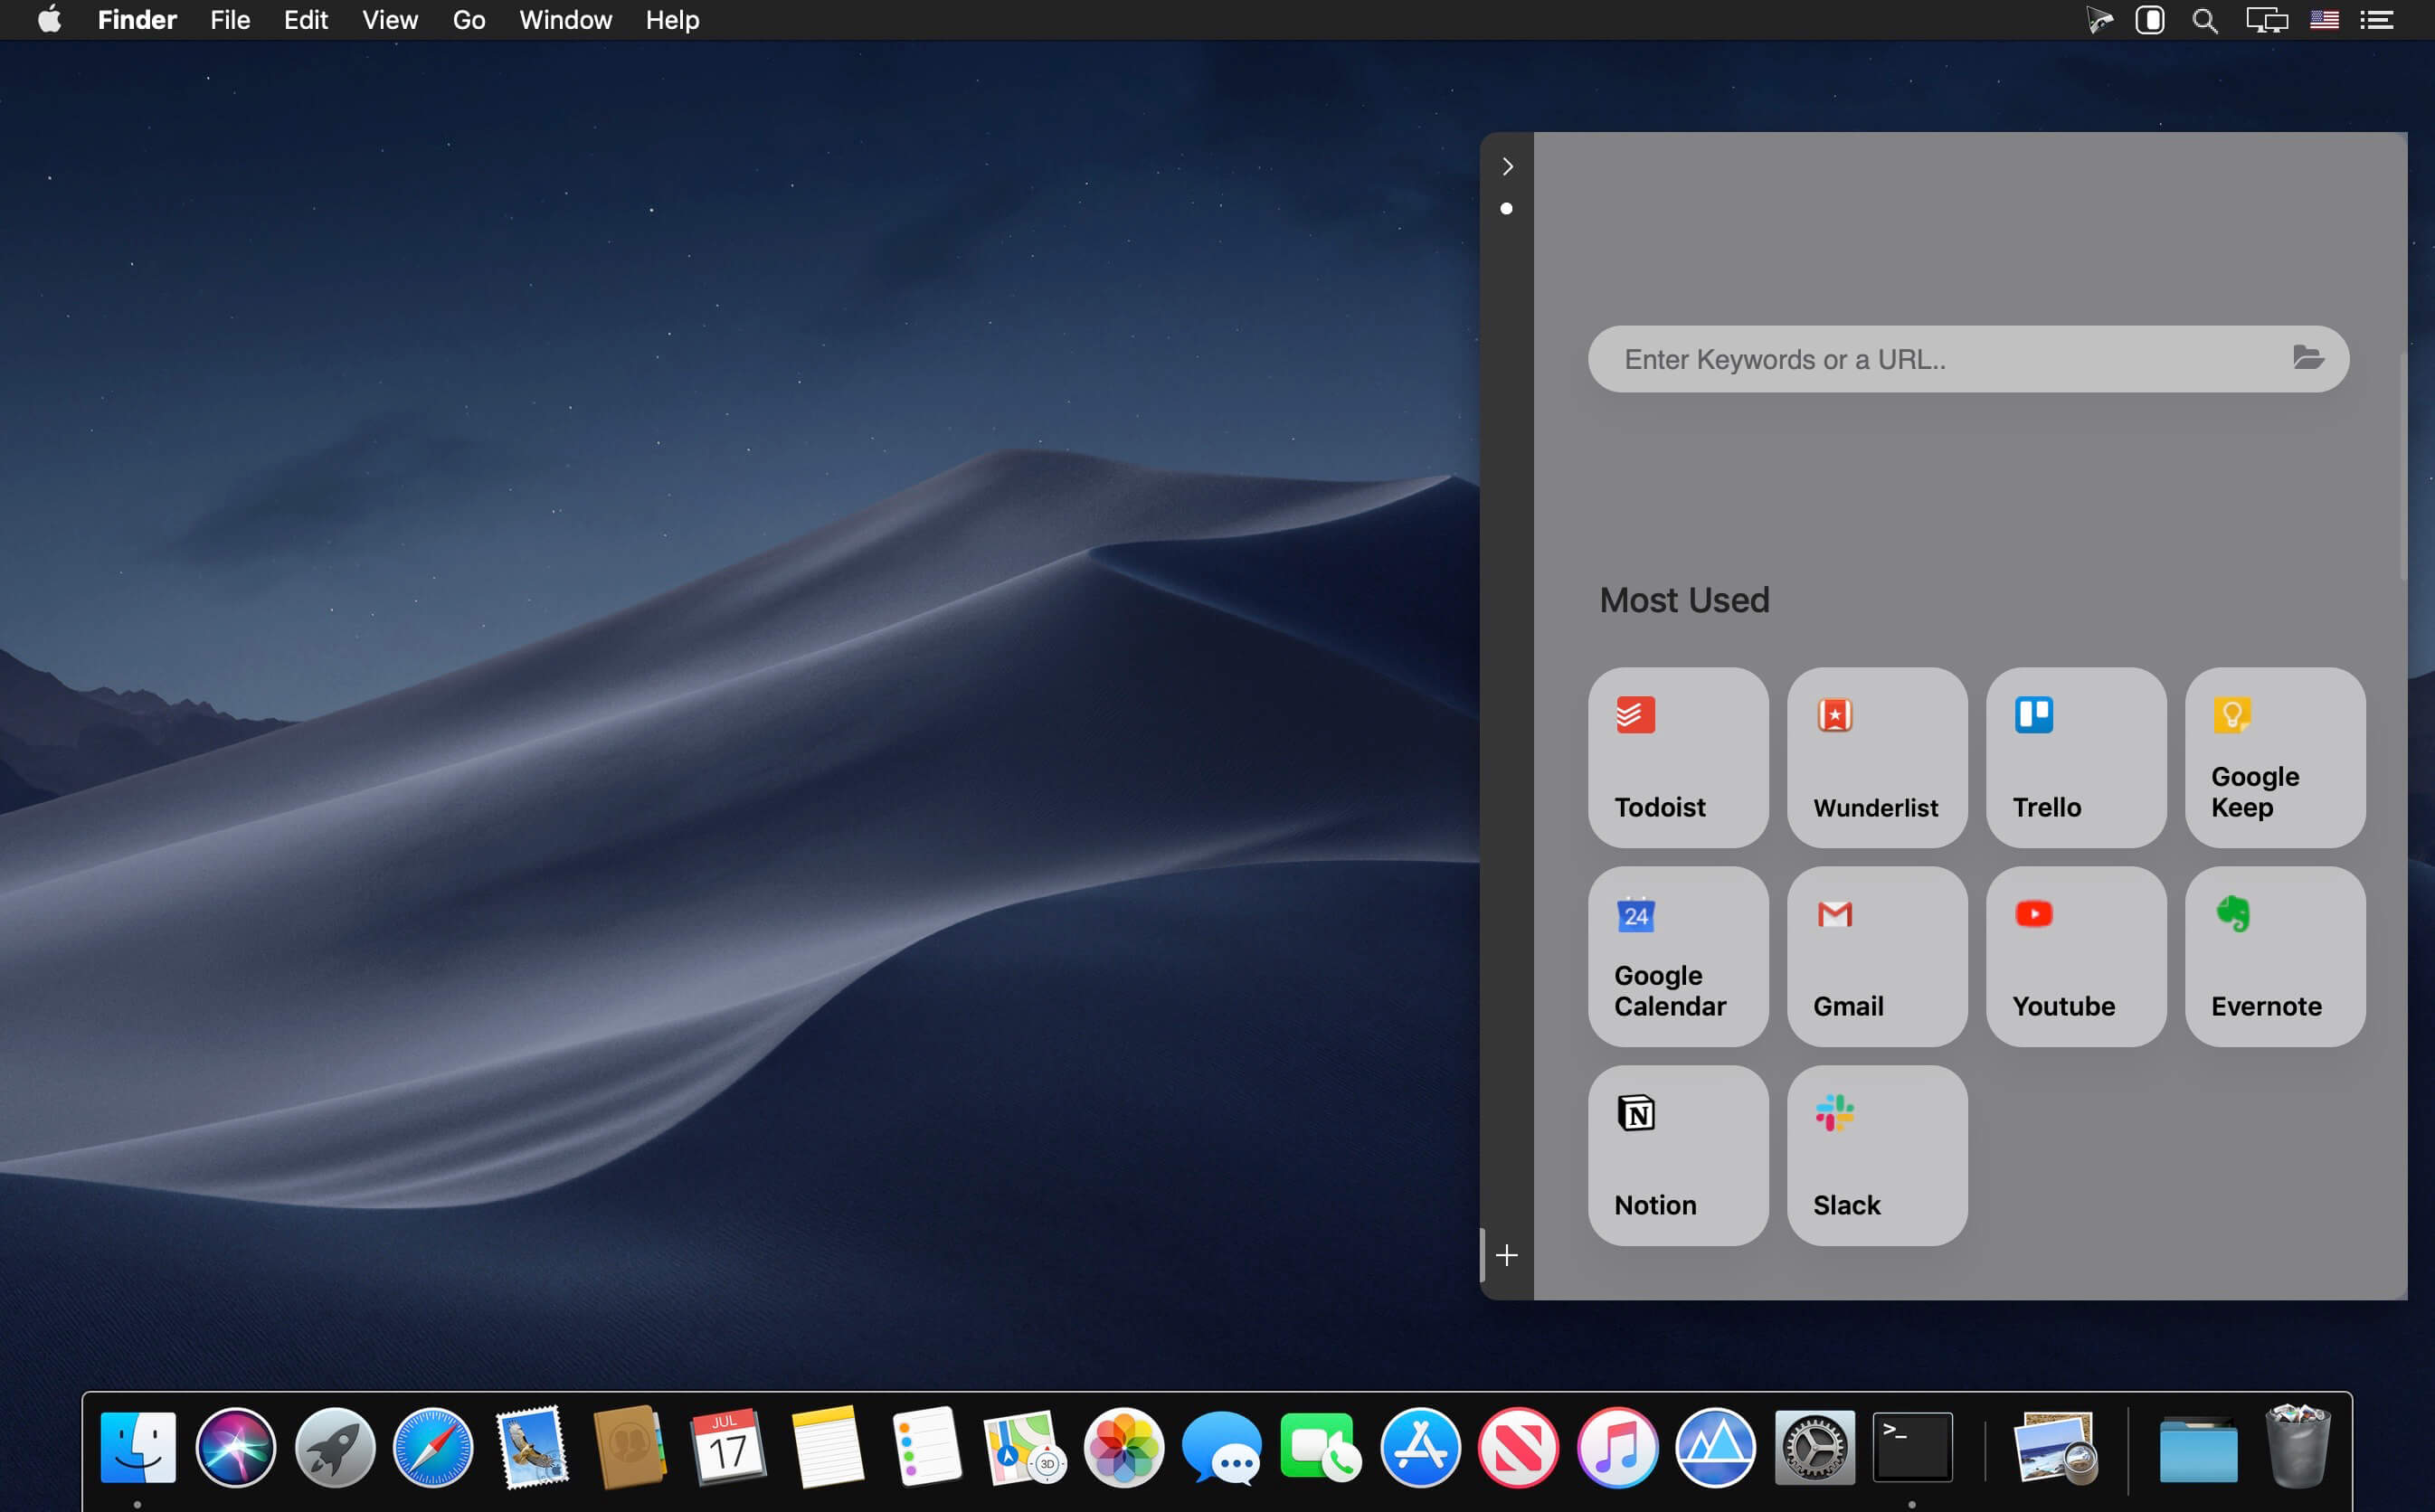 Finder File Edit View Go Window Help
Enter Keywords or a URL..
Most Used
Todoist
Wunderlist
Trello
Google
Keep
24
Google
Calendar
Gmail
Youtube
Evernote
N
Notion
Slack
JUL
17
3D
>_